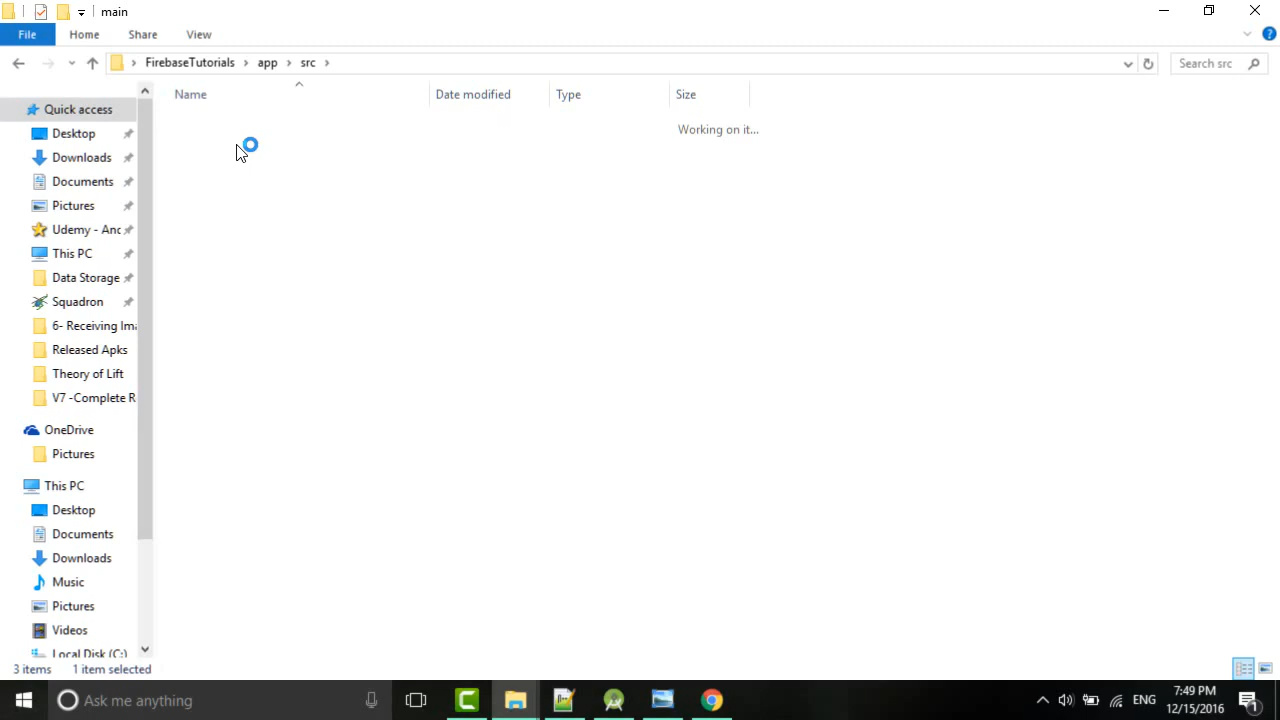 main
File Home Share View
FirebaseTutorials app src Search src
Name Date modified Type Size
Working on it...
Quick access
Desktop
Downloads
Documents
Pictures
Udemy - Anc
This PC
Data Storage
Squadron
6- Receiving Ima
Released Apks
Theory of Lift
V7 -Complete R
OneDrive
Pictures
This PC
Desktop
Documents
Downloads
Music
Pictures
Videos
Local Disk (C:)
3 items 1 item selected
Ask me anything
ENG
7:49 PM
12/15/2016